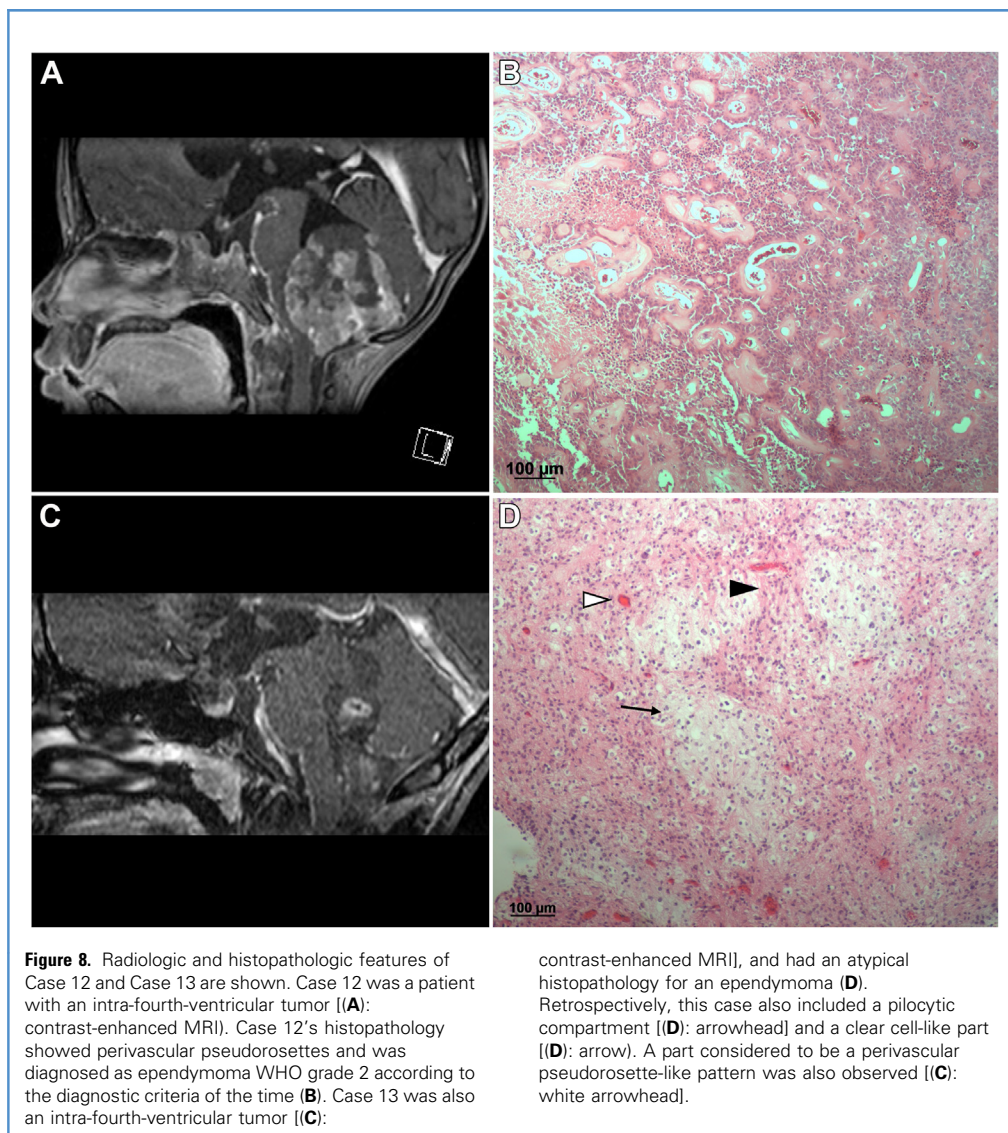 A
B
100 µm
C
D
100 µm
Figure 8. Radiologic and histopathologic features of
Case 12 and Case 13 are shown. Case 12 was a patient
with an intra-fourth-ventricular tumor [(A):
contrast-enhanced MRI). Case 12's histopathology
showed perivascular pseudorosettes and was
diagnosed as ependymoma WHO grade 2 according to
the diagnostic criteria of the time (B). Case 13 was also
an intra-fourth-ventricular tumor [(C):
contrast-enhanced MRI], and had an atypical
histopathology for an ependymoma (D).
Retrospectively, this case also included a pilocytic
compartment [(D): arrowhead] and a clear cell-like part
[(D): arrow). A part considered to be a perivascular
pseudorosette-like pattern was also observed [(C):
white arrowhead].